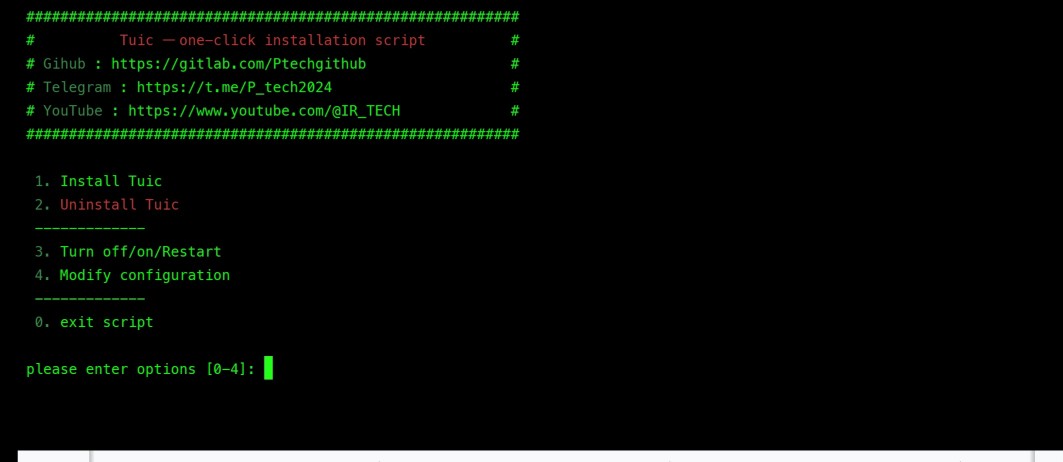 ##########################################################
# Tuic —one-click installation script #
# Gihub : https://gitlab.com/Ptechgithub #
# Telegram : https://t.me/P_tech2024 #
# YouTube : https://www.youtube.com/@IR_TECH #
##########################################################
1. Install Tuic
2. Uninstall Tuic
-------------
3. Turn off/on/Restart
4. Modify configuration
-------------
0. exit script
please enter options [0-4]: